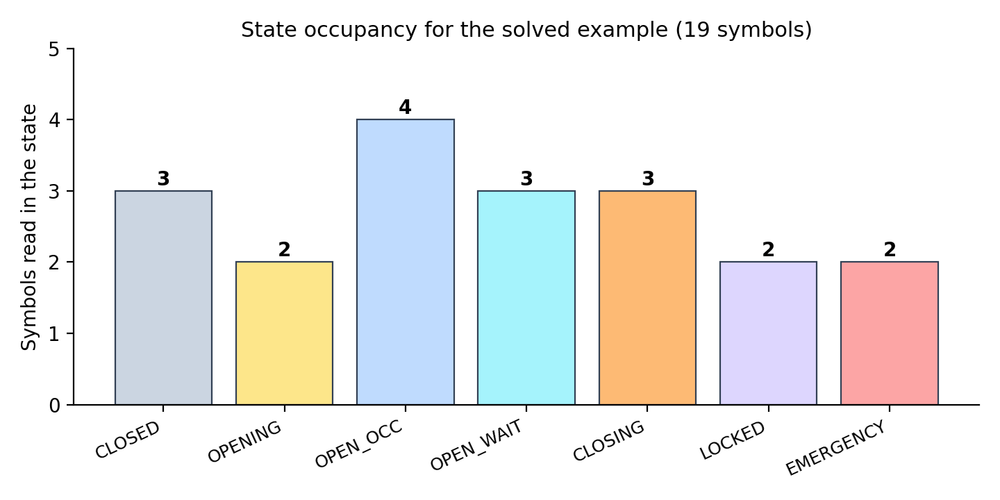 State occupancy for the solved example (19 symbols)
Symbols read in the state
5
4
3
2
1
0
3
2
4
3
3
2
2
CLOSED
OPENING
OPEN_OCC
OPEN_WAIT
CLOSING
LOCKED
EMERGENCY